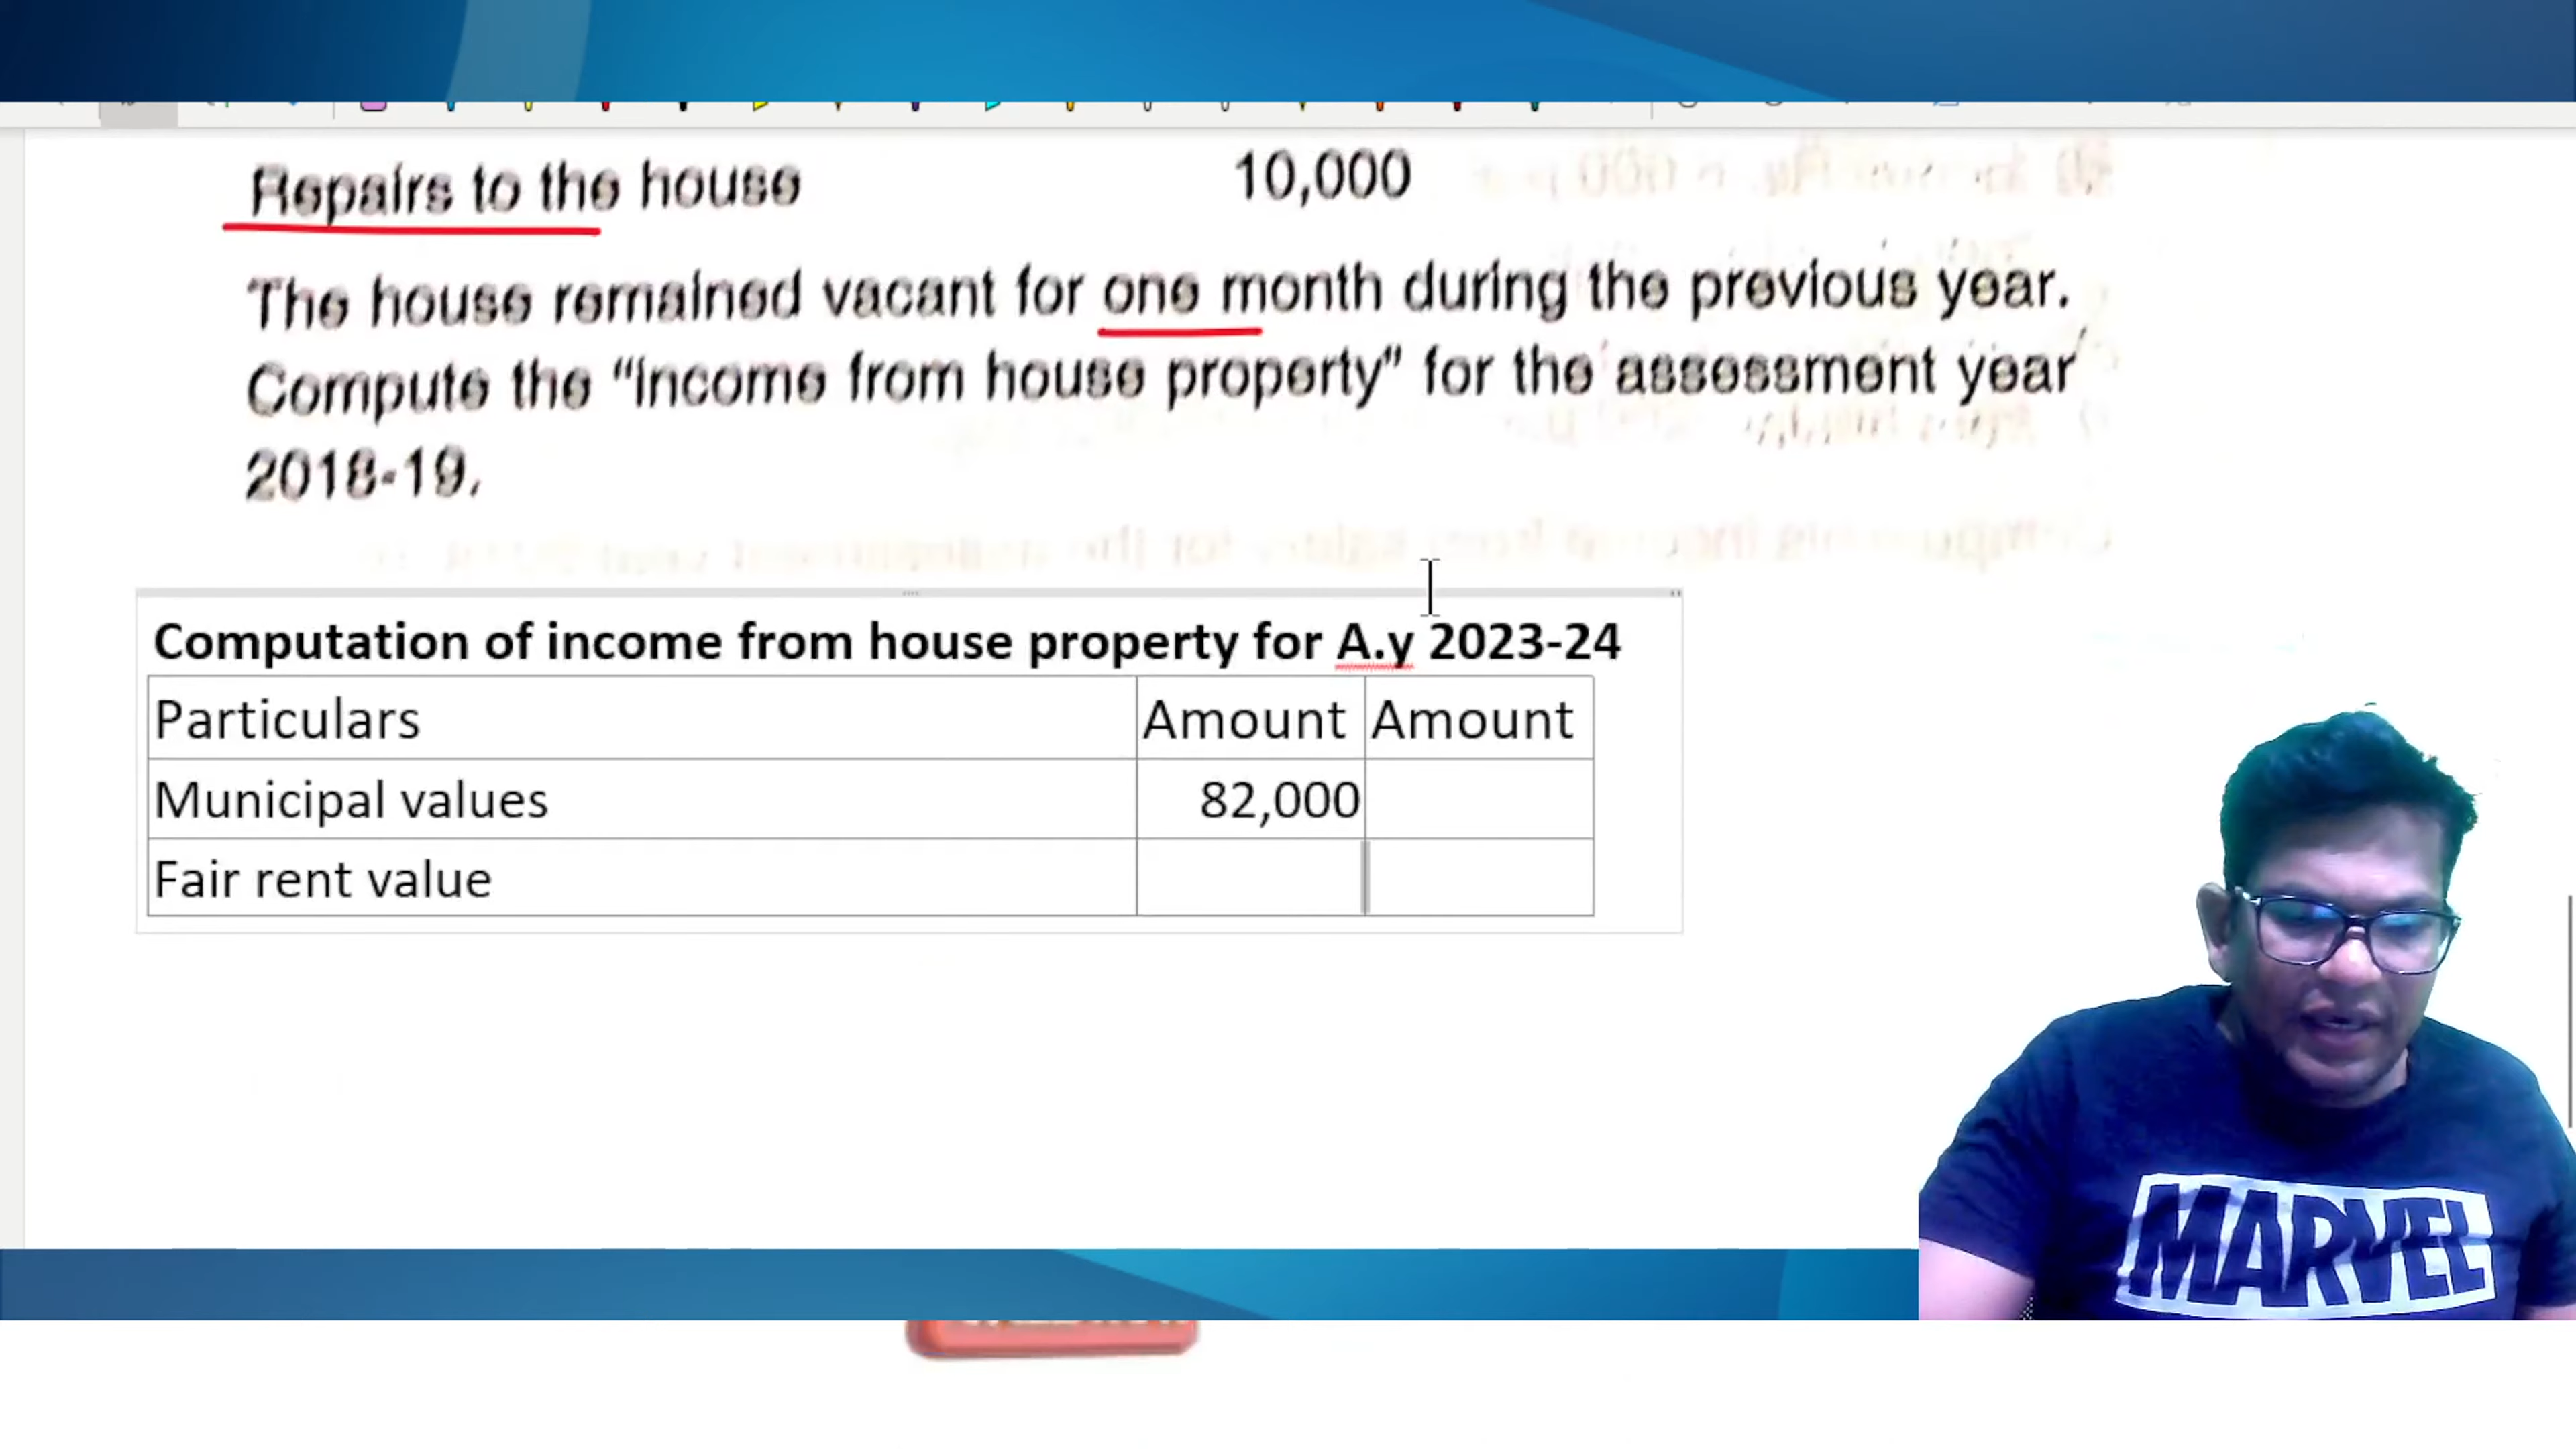 Repairs to the house 10,000
The house remained vacant for one month during the previous year.
Compute the “Income from house property” for the assessment year
2018-19.
Computation of income from house property for A.y 2023-24
Particulars Amount Amount
Municipal values 82,000
Fair rent value
MARVEL